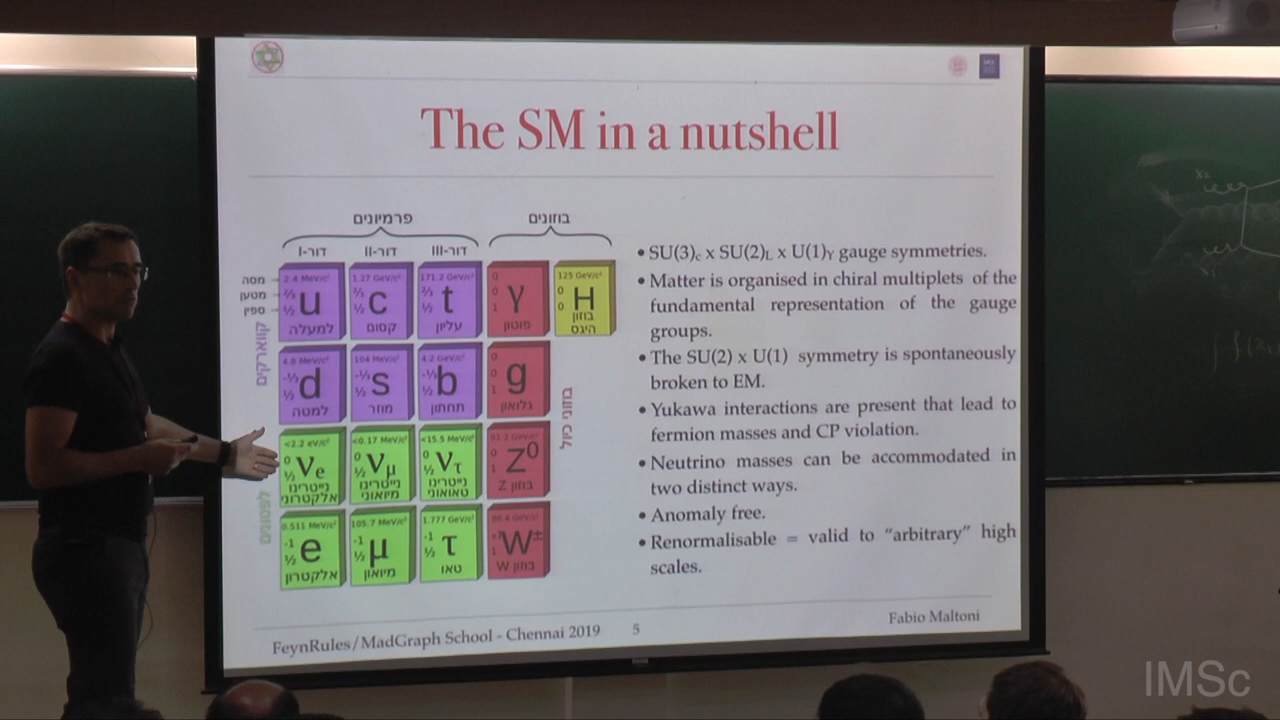 The SM in a nutshell
פרמיונים
בוזונים
דור-I
דור-II
דור-III
מסה
מטען
ספין
קווארקים
2.4 MeV/c²
⅔
½
u
למעלה
1.27 GeV/c²
⅔
½
c
קסום
171.2 GeV/c²
⅔
½
t
עליון
0
0
1
γ
פוטון
125 GeV/c²
0
0
H
בוזון
היגס
4.8 MeV/c²
-⅓
½
d
למטה
104 MeV/c²
-⅓
½
s
מוזר
4.2 GeV/c²
-⅓
½
b
תחתון
0
0
1
g
גלואון
בוזוני כיול
לפטונים
<2.2 eV/c²
0
½
νe
נייטרינו
אלקטרוני
<0.17 MeV/c²
0
½
νμ
נייטרינו
מיואוני
<15.5 MeV/c²
0
½
ντ
נייטרינו
טאואוני
91.2 GeV/c²
0
1
Z⁰
בוזון Z
0.511 MeV/c²
-1
½
e
אלקטרון
105.7 MeV/c²
-1
½
μ
מיואון
1.777 GeV/c²
-1
½
τ
טאו
80.4 GeV/c²
1
W±
בוזון W
• SU(3)c x SU(2)L x U(1)Y gauge symmetries.
• Matter is organised in chiral multiplets of the
fundamental representation of the gauge
groups.
• The SU(2) x U(1) symmetry is spontaneously
broken to EM.
• Yukawa interactions are present that lead to
fermion masses and CP violation.
• Neutrino masses can be accommodated in
two distinct ways.
• Anomaly free.
• Renormalisable = valid to “arbitrary” high
scales.
FeynRules/MadGraph School - Chennai 2019
5
Fabio Maltoni
IMSc